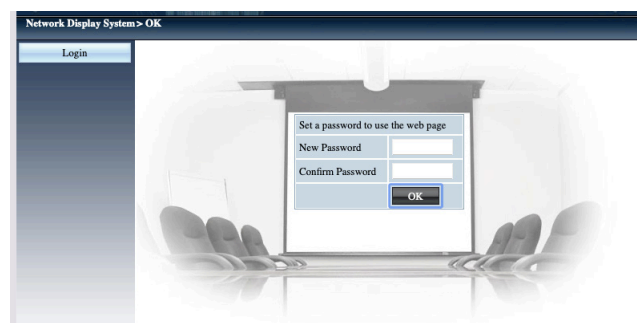 Network Display System> OK
Login
Set a password to use the web page
New Password
Confirm Password
OK